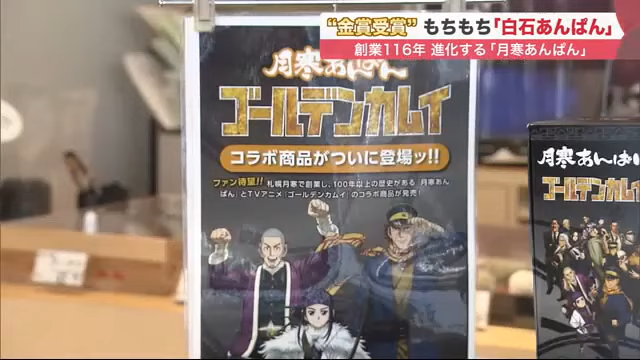 “金賞受賞” もちもち「白石あんぱん」
創業116年 進化する「月寒あんぱん」
月寒あんぱん
ゴールデンカムイ
コラボ商品がついに登場ッ!!
ファン待望!! 札幌月寒で創業し、100年以上の歴史がある「月寒あん
ぱん」とTVアニメ『ゴールデンカムイ』のコラボ商品が発売!
月寒あんぱん
ゴールデンカムイ